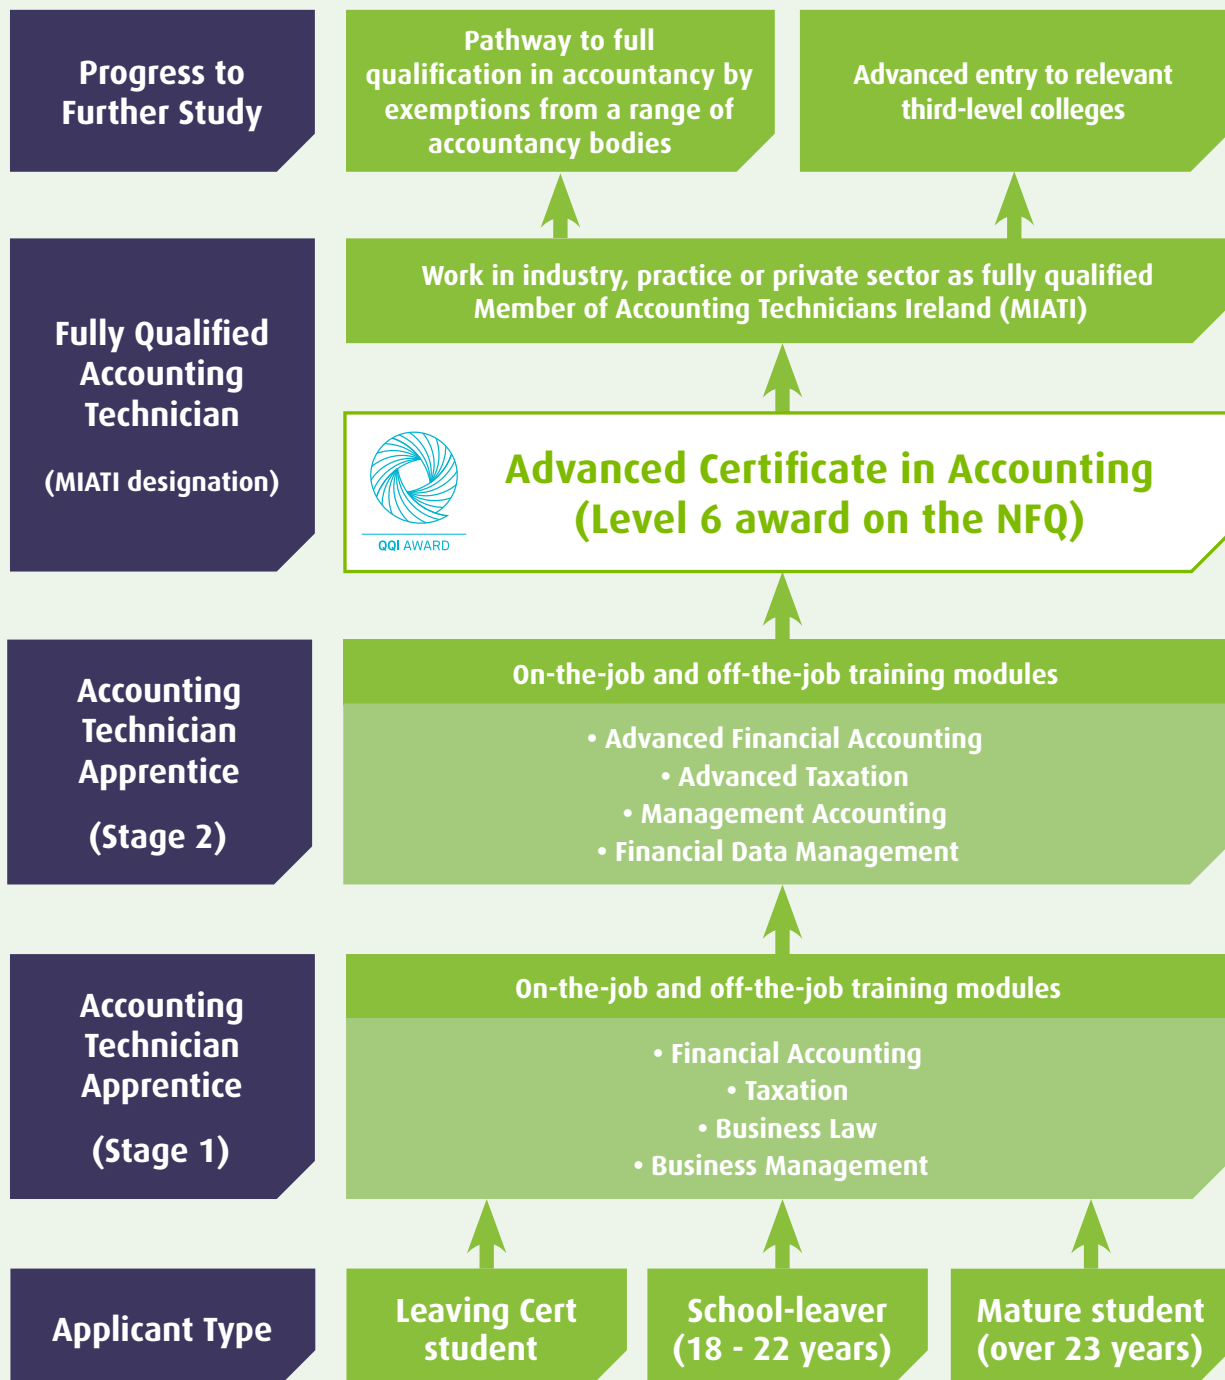 Progress to
Further Study
Pathway to full
qualification in accountancy by
exemptions from a range of
accountancy bodies
Advanced entry to relevant
third-level colleges
Fully Qualified
Accounting
Technician
(MIATI designation)
Work in industry, practice or private sector as fully qualified
Member of Accounting Technicians Ireland (MIATI)
QQI AWARD
Advanced Certificate in Accounting
(Level 6 award on the NFQ)
Accounting
Technician
Apprentice
(Stage 2)
On-the-job and off-the-job training modules
• Advanced Financial Accounting
• Advanced Taxation
• Management Accounting
• Financial Data Management
Accounting
Technician
Apprentice
(Stage 1)
On-the-job and off-the-job training modules
• Financial Accounting
• Taxation
• Business Law
• Business Management
Applicant Type
Leaving Cert
student
School-leaver
(18 - 22 years)
Mature student
(over 23 years)